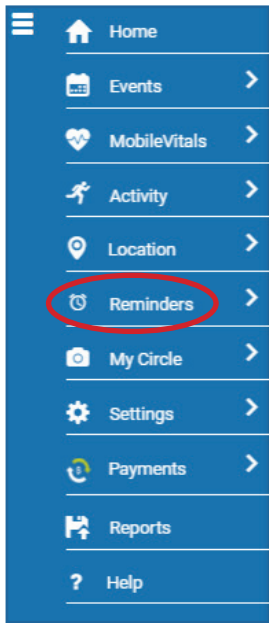 Home
Events
MobileVitals
Activity
Location
Reminders
My Circle
Settings
Payments
Reports
? Help